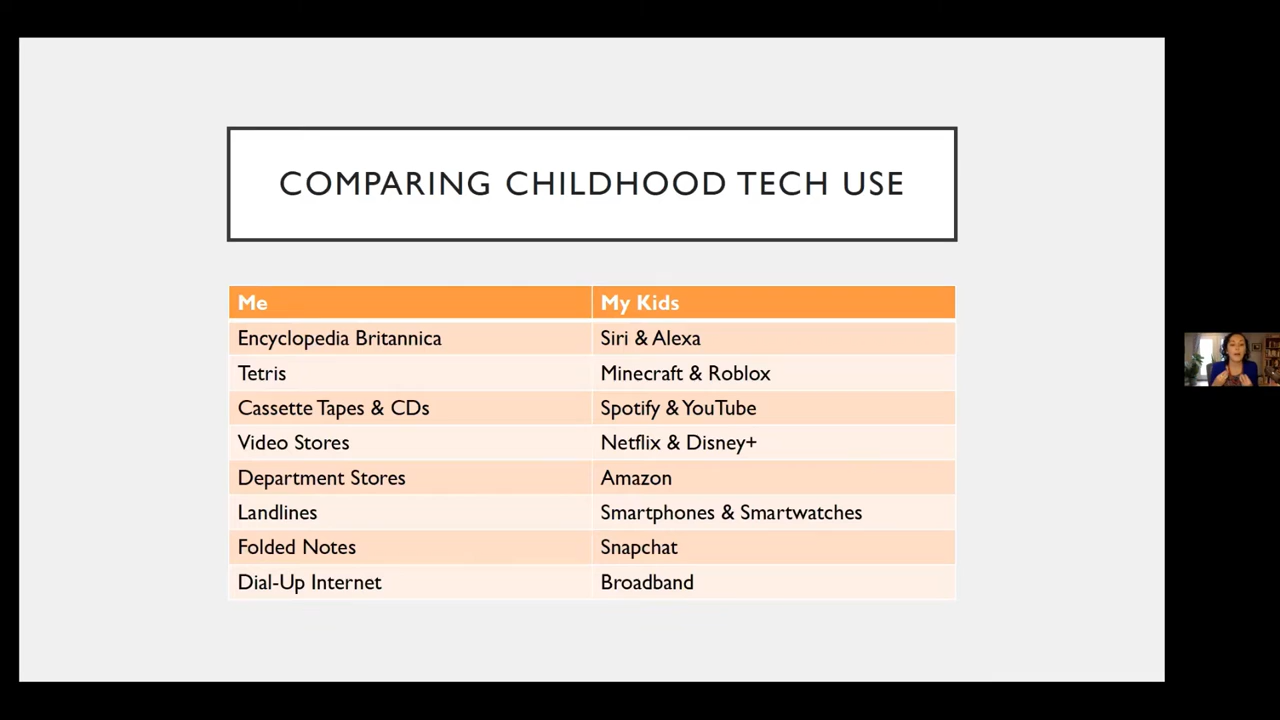 COMPARING CHILDHOOD TECH USE
Me My Kids
Encyclopedia Britannica Siri & Alexa
Tetris Minecraft & Roblox
Cassette Tapes & CDs Spotify & YouTube
Video Stores Netflix & Disney+
Department Stores Amazon
Landlines Smartphones & Smartwatches
Folded Notes Snapchat
Dial-Up Internet Broadband